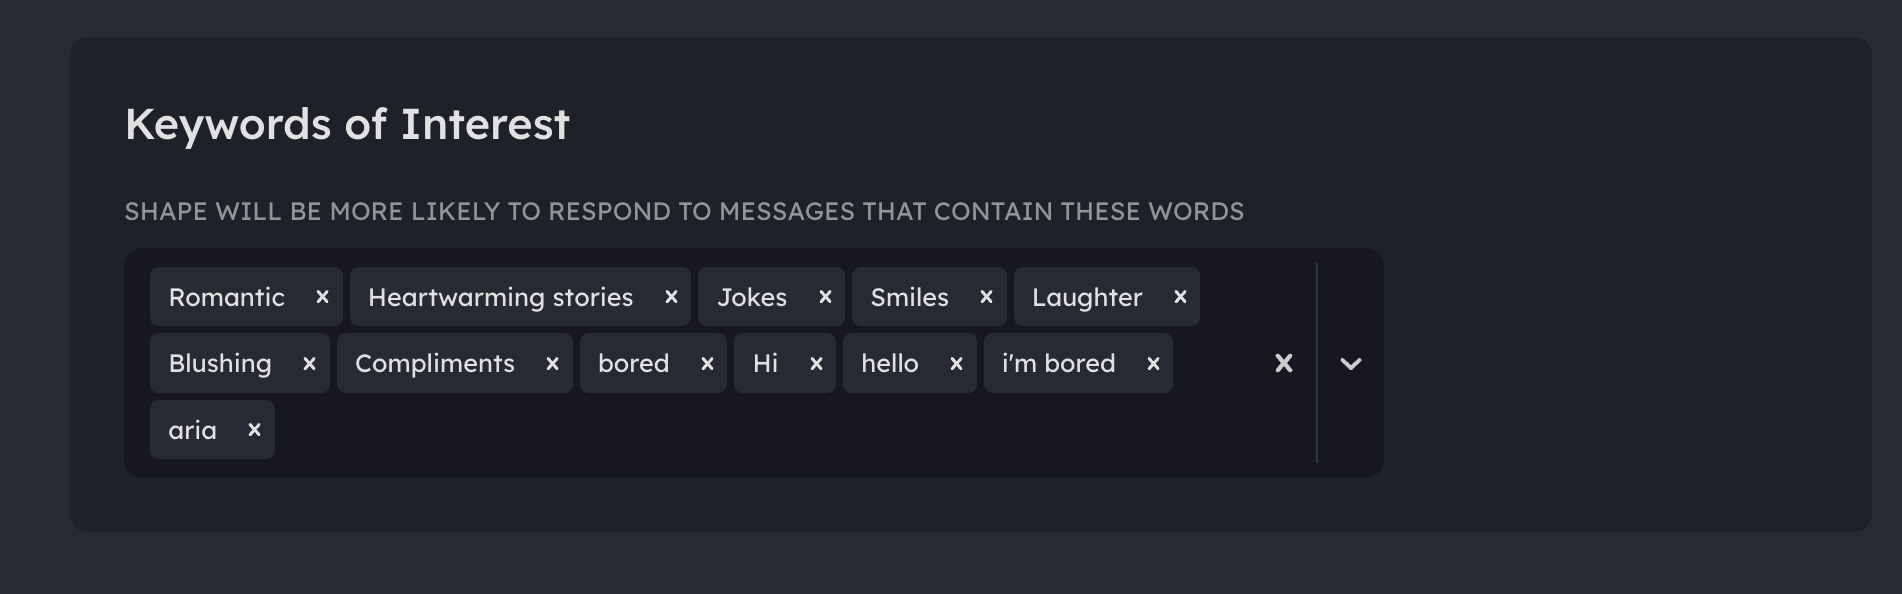 Keywords of Interest
SHAPE WILL BE MORE LIKELY TO RESPOND TO MESSAGES THAT CONTAIN THESE WORDS
Romantic x Heartwarming stories x Jokes x Smiles x Laughter x
Blushing x Compliments x bored x Hi x hello x i'm bored x
aria x